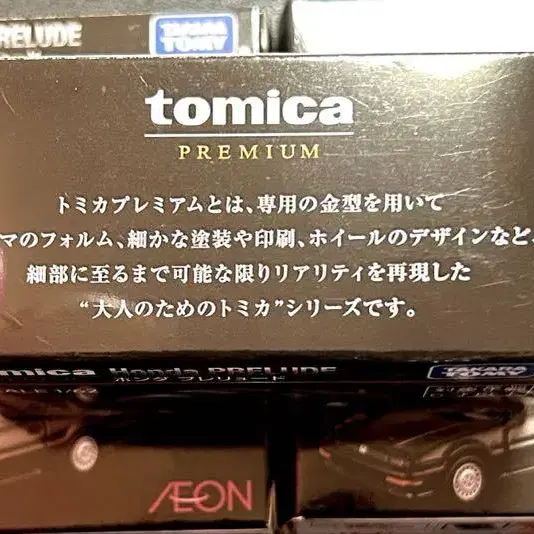 RELUDE
TAKARA TOMY
tomica
PREMIUM
トミカプレミアムとは、専用の金型を用いて
マのフォルム、細かな塗装や印刷、ホイールのデザインなど、
細部に至るまで可能な限りリアリティを再現した
“大人のためのトミカ”シリーズです。
mica Honda PRELUDE
ホンダ プレリュード
TAKARA TOMY
ÆON